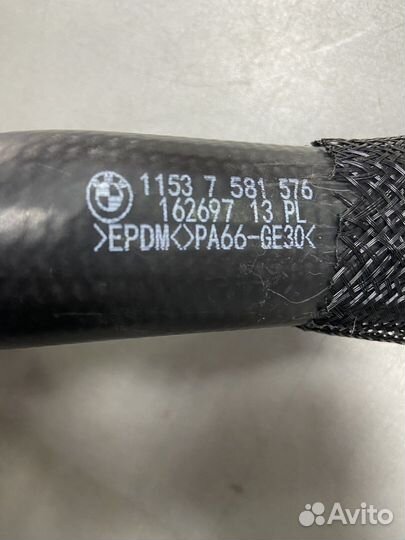 1153 7 581 576
162697 13 PL
>EPDM<>PA66-GE30<
Avito